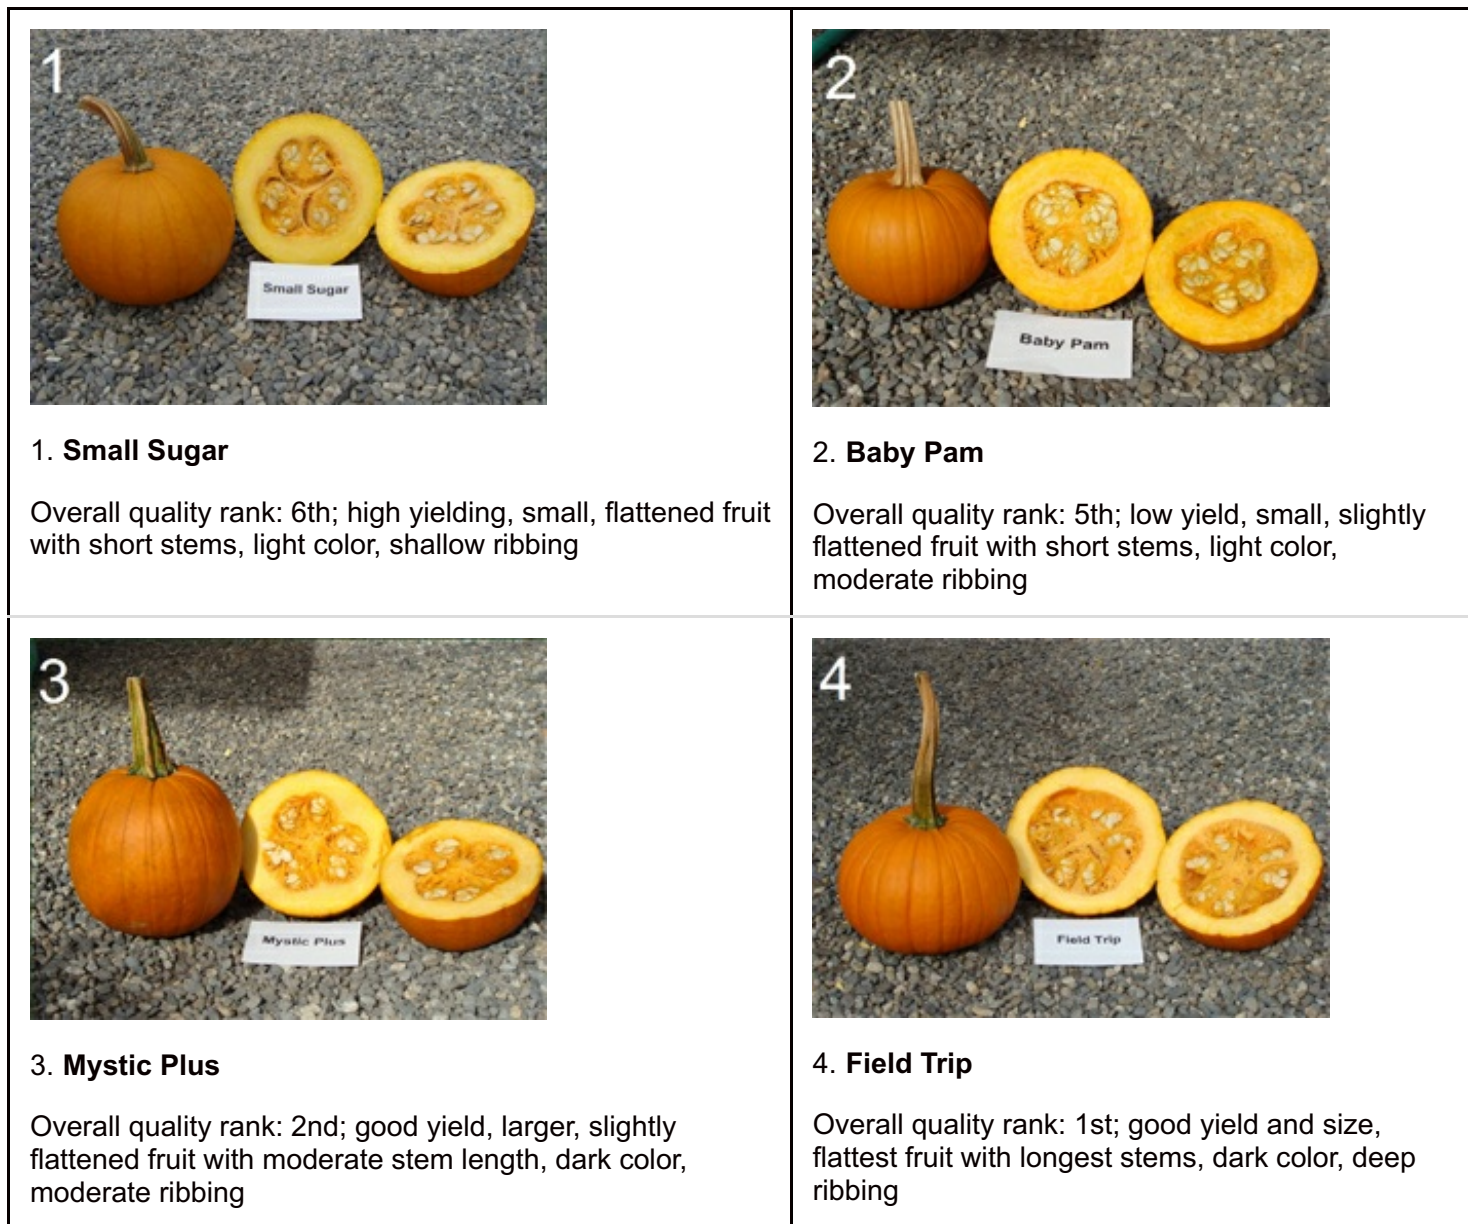 1
Small Sugar
1. Small Sugar
Overall quality rank: 6th; high yielding, small, flattened fruit
with short stems, light color, shallow ribbing
2
Baby Pam
2. Baby Pam
Overall quality rank: 5th; low yield, small, slightly
flattened fruit with short stems, light color,
moderate ribbing
3
Mystic Plus
3. Mystic Plus
Overall quality rank: 2nd; good yield, larger, slightly
flattened fruit with moderate stem length, dark color,
moderate ribbing
4
Field Trip
4. Field Trip
Overall quality rank: 1st; good yield and size,
flattest fruit with longest stems, dark color, deep
ribbing